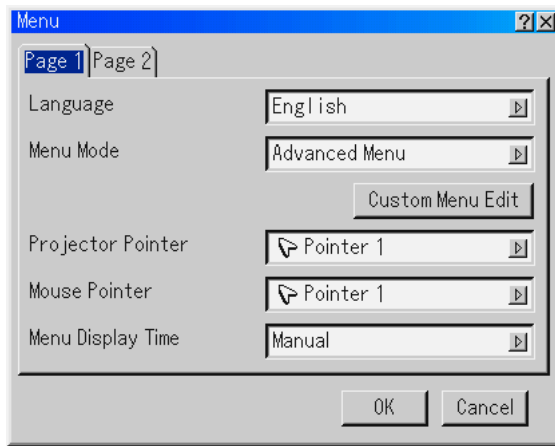 Menu
Page 1 Page 2
Language English
Menu Mode Advanced Menu
Custom Menu Edit
Projector Pointer Pointer 1
Mouse Pointer Pointer 1
Menu Display Time Manual
OK Cancel